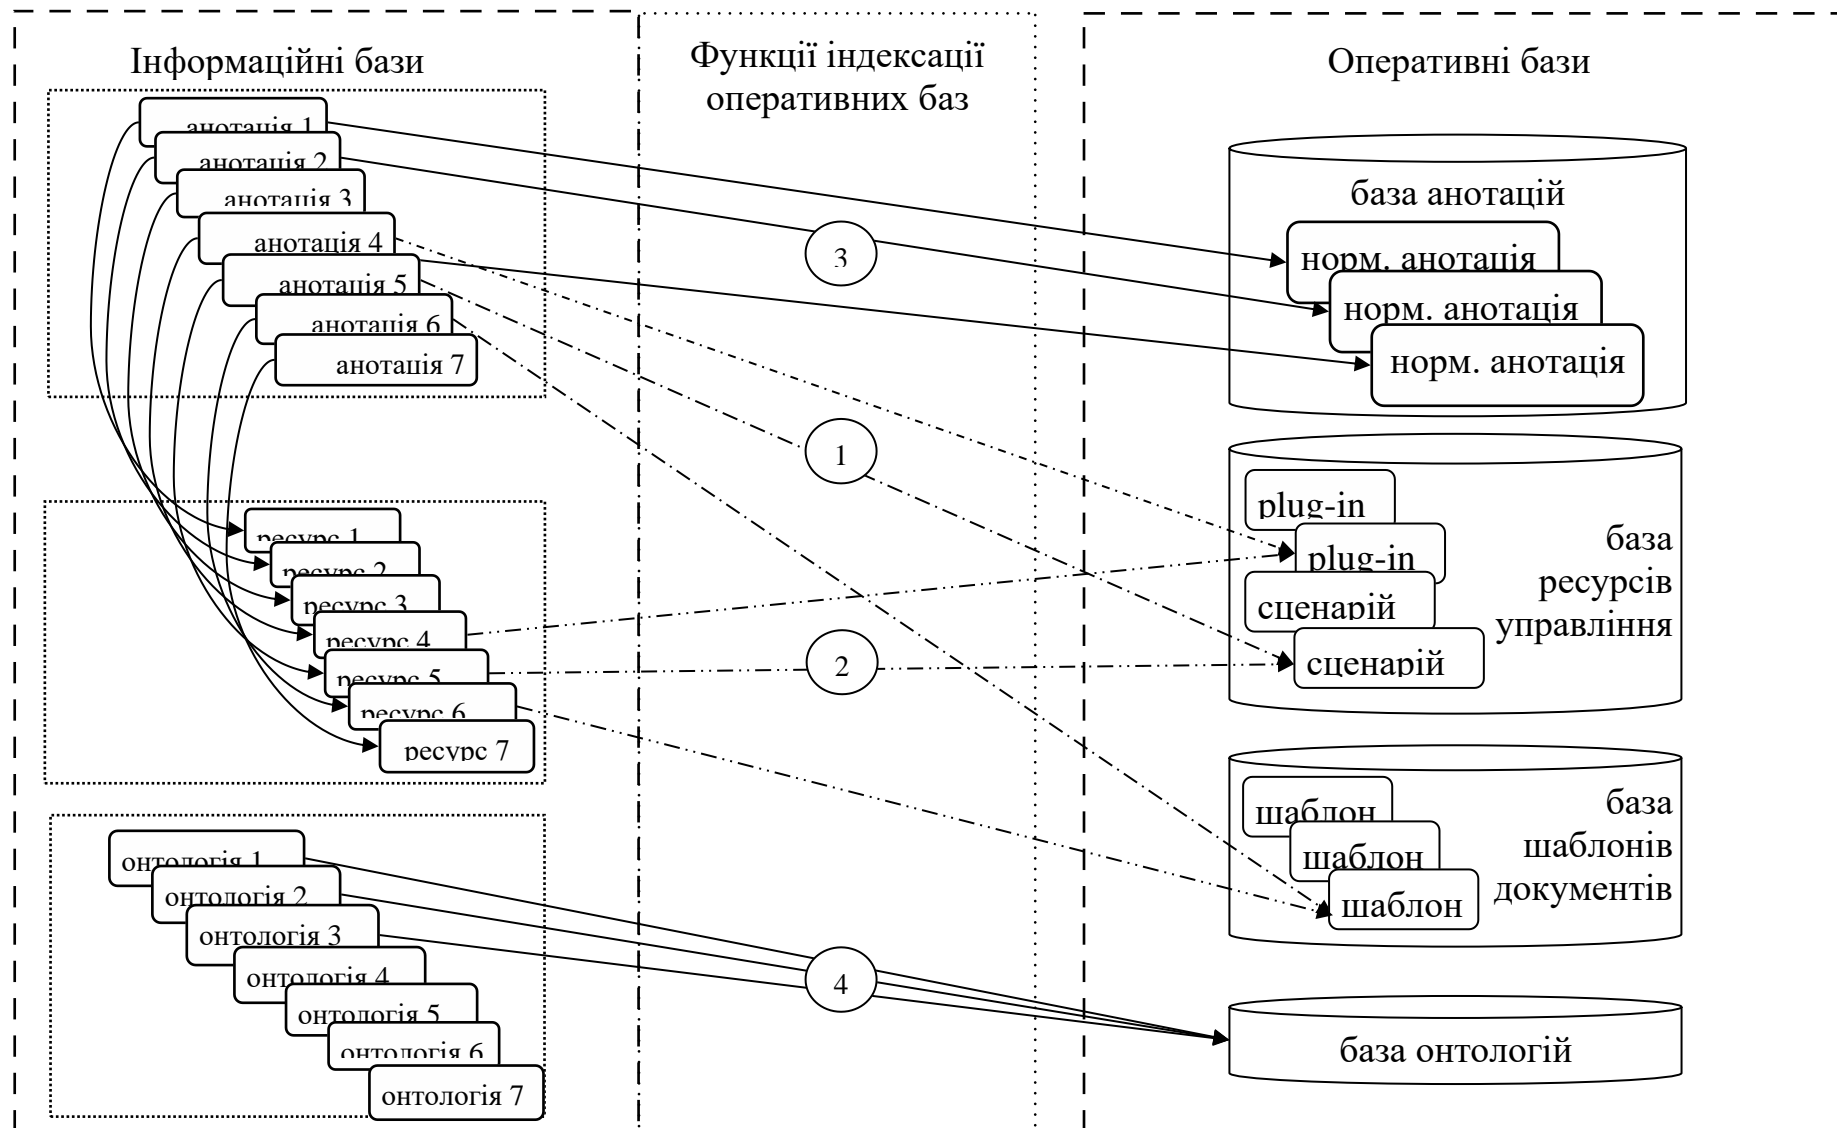 Інформаційні бази
анотація 1
анотація 2
анотація 3
анотація 4
анотація 5
анотація 6
анотація 7
ресурс 1
ресурс 2
ресурс 3
ресурс 4
ресурс 5
ресурс 6
ресурс 7
онтологія 1
онтологія 2
онтологія 3
онтологія 4
онтологія 5
онтологія 6
онтологія 7
Функції індексації
оперативних баз
3
1
2
4
Оперативні бази
база анотацій
норм. анотація
норм. анотація
норм. анотація
plug-in
plug-in
сценарій
сценарій
база
ресурсів
управління
шаблон
шаблон
шаблон
база
шаблонів
документів
база онтологій